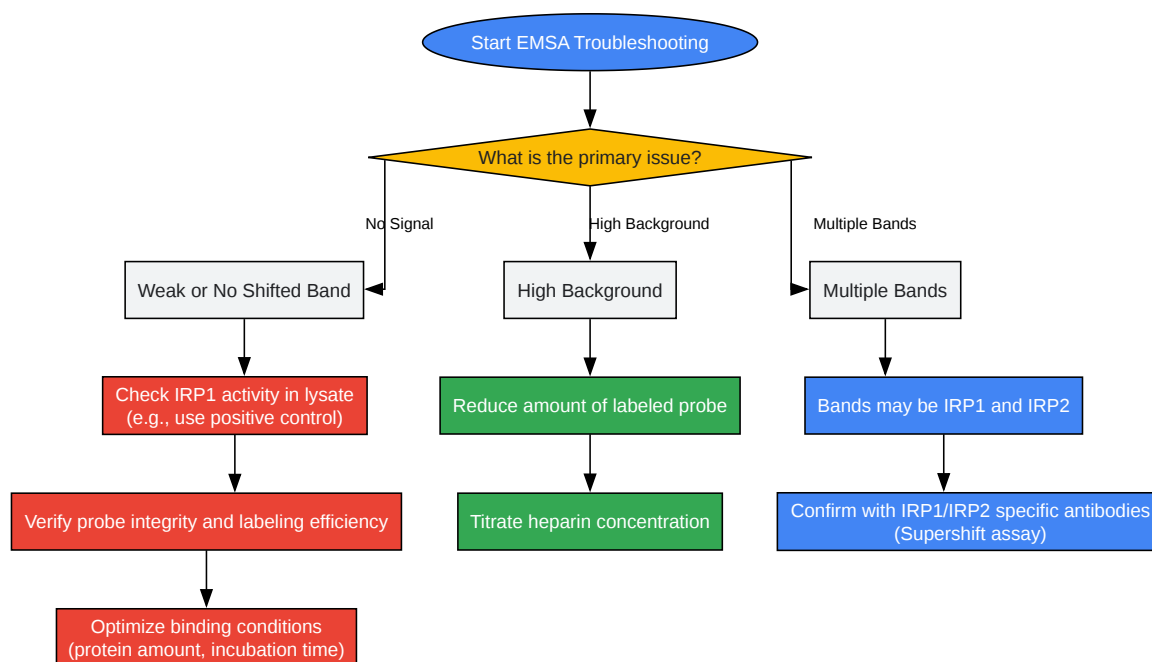 Start EMSA Troubleshooting
What is the primary issue?
No Signal
High Background
Multiple Bands
Weak or No Shifted Band
High Background
Multiple Bands
Check IRP1 activity in lysate
(e.g., use positive control)
Reduce amount of labeled probe
Bands may be IRP1 and IRP2
Verify probe integrity and labeling efficiency
Titrate heparin concentration
Confirm with IRP1/IRP2 specific antibodies
(Supershift assay)
Optimize binding conditions
(protein amount, incubation time)